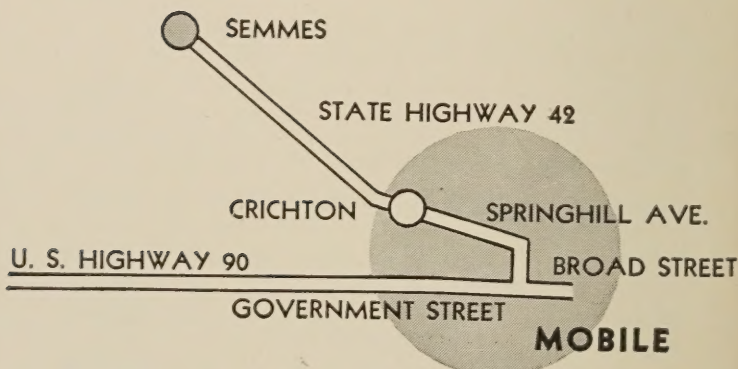 SEMMES
STATE HIGHWAY 42
CRICHTON
SPRINGHILL AVE.
U. S. HIGHWAY 90
BROAD STREET
GOVERNMENT STREET
MOBILE